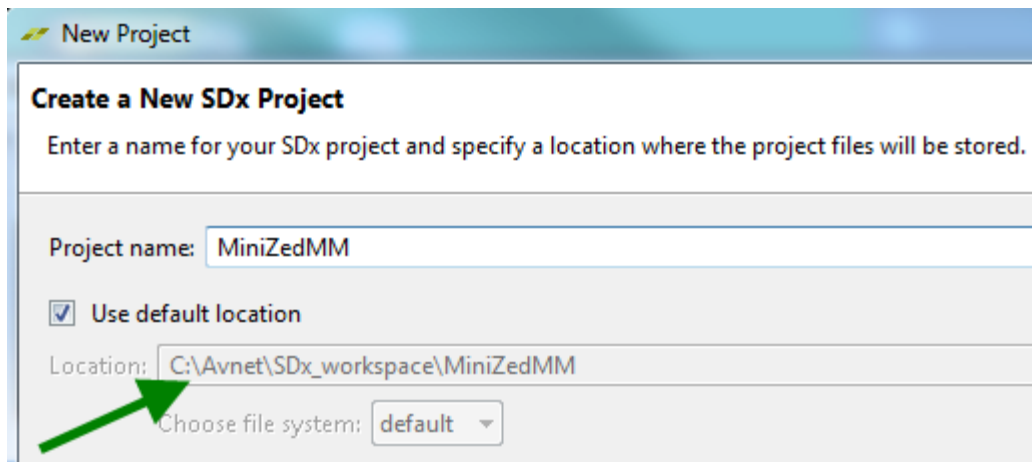 New Project
Create a New SDx Project
Enter a name for your SDx project and specify a location where the project files will be stored.
Project name: MiniZedMM
Use default location
Location: C:\Avnet\SDx_workspace\MiniZedMM
Choose file system: default